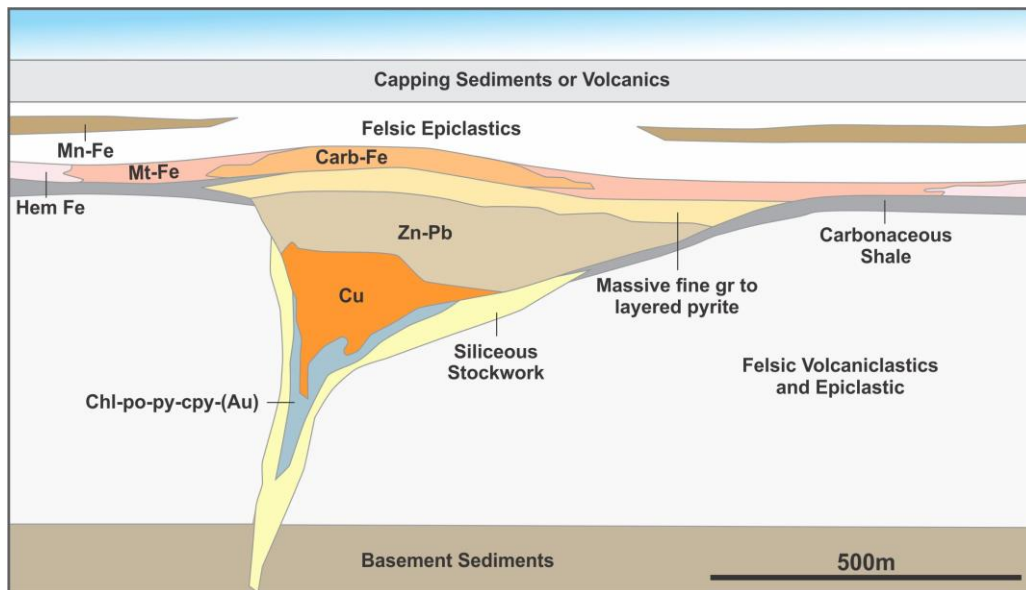 Capping Sediments or Volcanics
Felsic Epiclastics
Mn-Fe
Carb-Fe
Mt-Fe
Hem Fe
Zn-Pb
Carbonaceous
Shale
Massive fine gr to
layered pyrite
Cu
Siliceous
Stockwork
Felsic Volcaniclastics
and Epiclastic
Chl-po-py-cpy-(Au)
Basement Sediments
500m